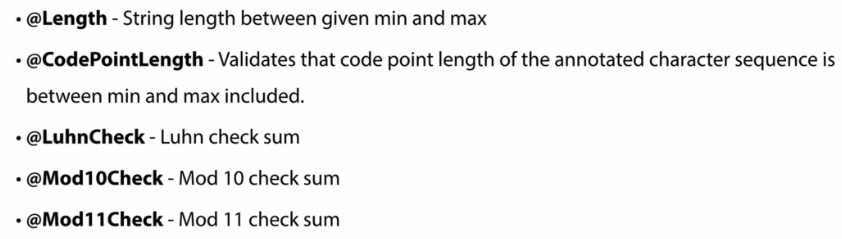 • @Length - String length between given min and max
• @CodePointLength - Validates that code point length of the annotated character sequence is
between min and max included.
• @LuhnCheck - Luhn check sum
• @Mod10Check - Mod 10 check sum
• @Mod11Check - Mod 11 check sum